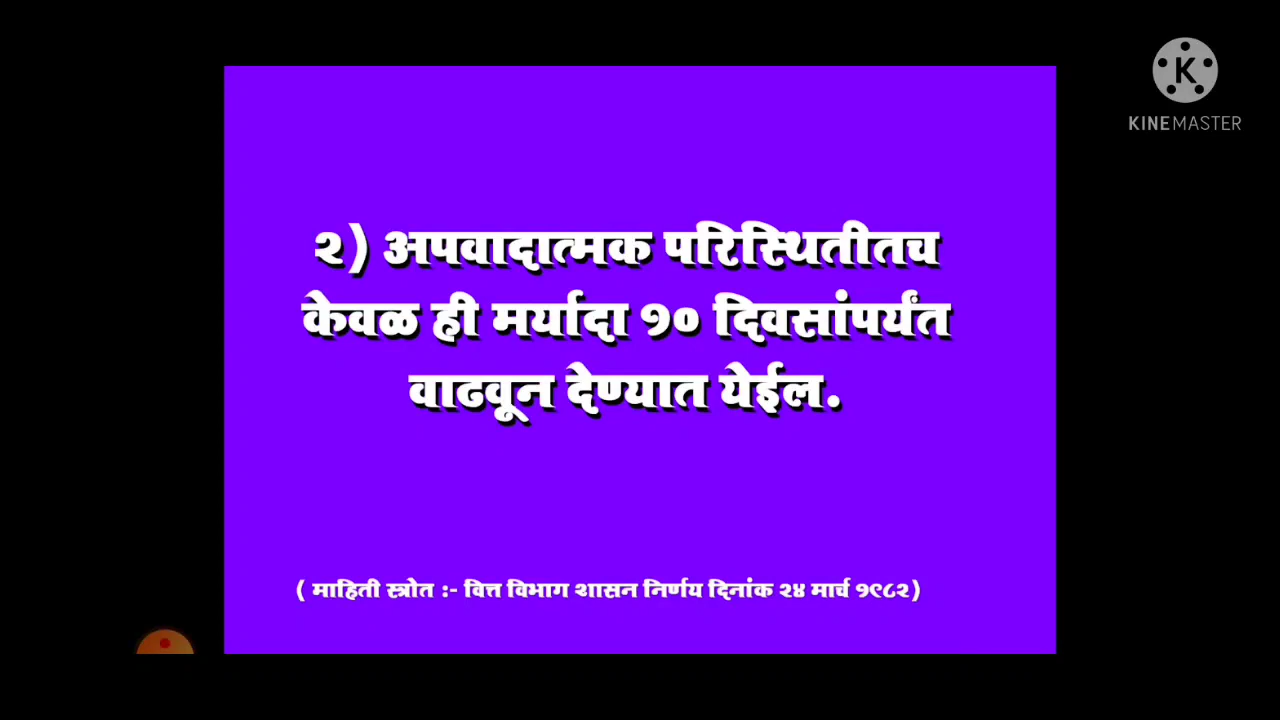 KINEMASTER
२) अपवादात्मक परिस्थितीतच
केवळ ही मर्यादा १० दिवसांपर्यंत
वाढवून देण्यात येईल.
( माहिती स्त्रोत :- वित्त विभाग शासन निर्णय दिनांक २४ मार्च १९८२)